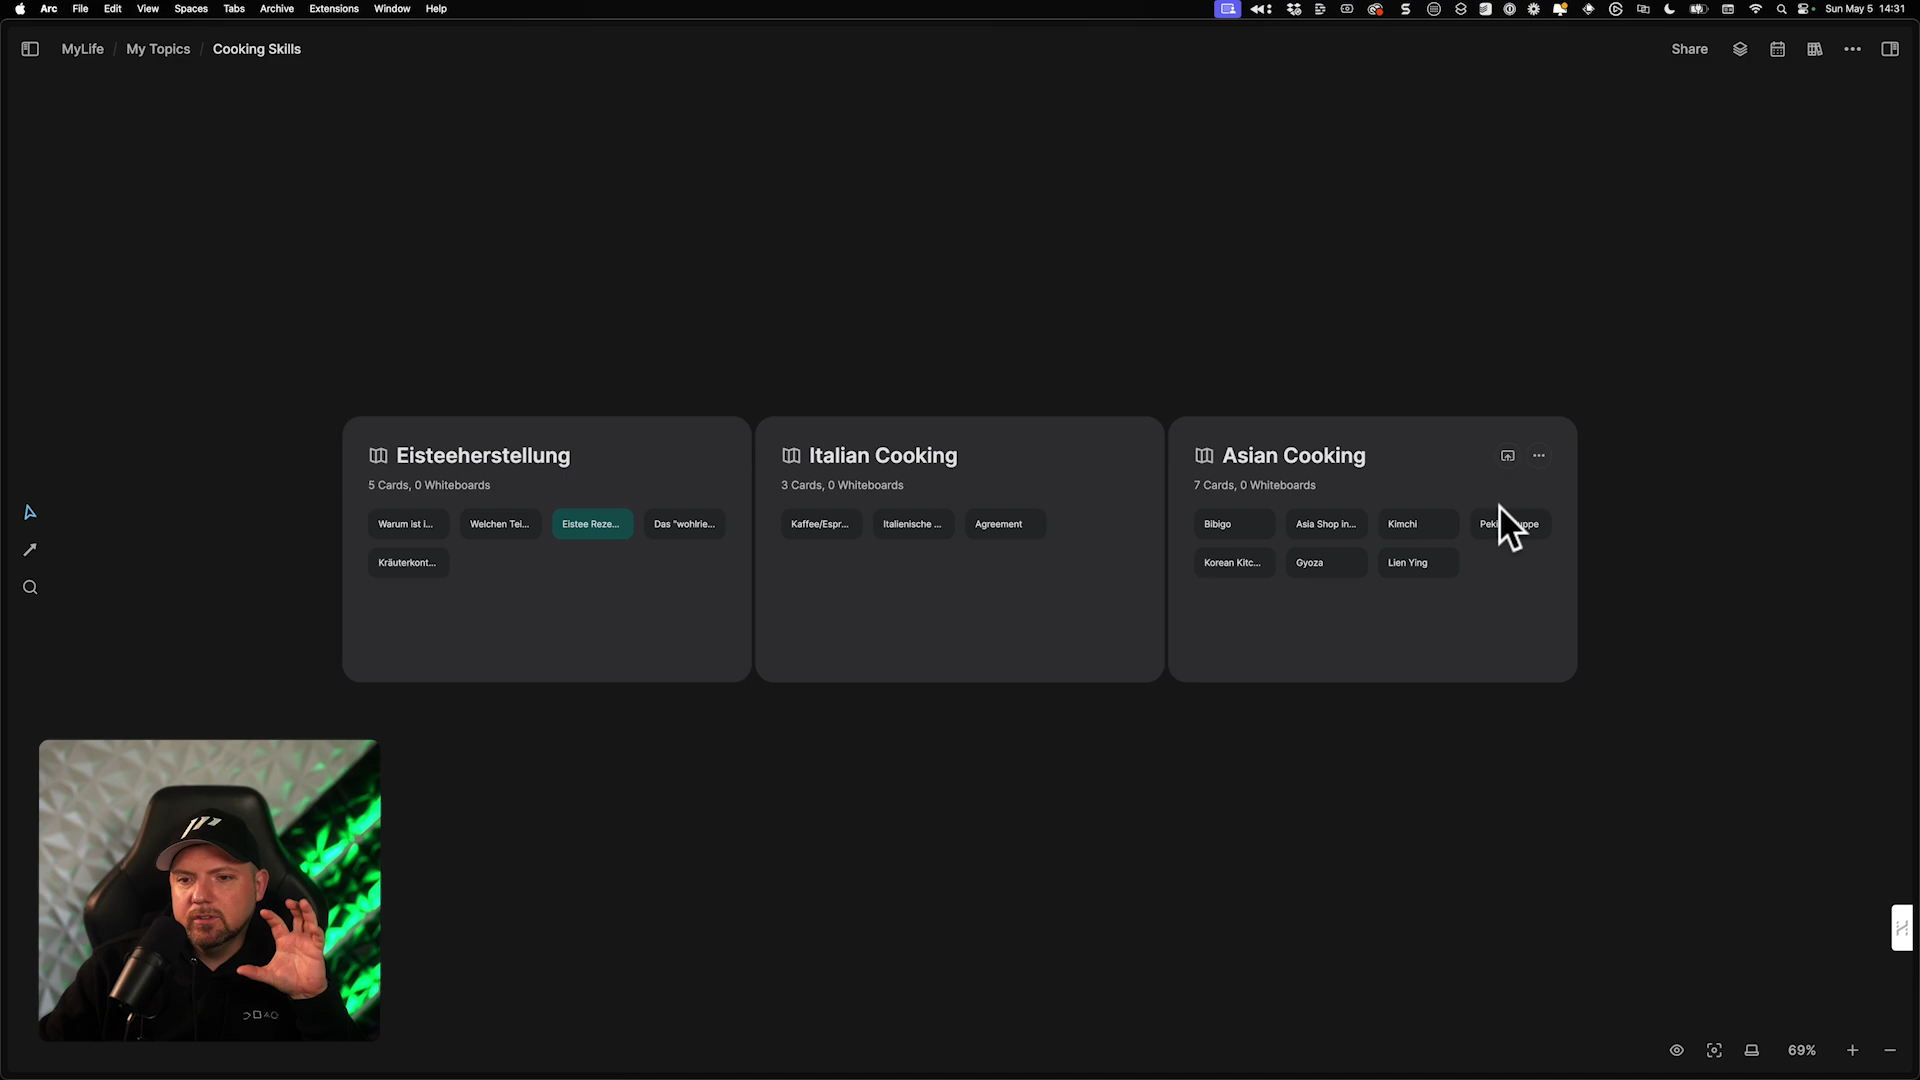 Arc File Edit View Spaces Tabs Archive Extensions Window Help Sun May 5 14:31
MyLife / My Topics / Cooking Skills Share
Eisteeherstellung
5 Cards, 0 Whiteboards
Warum ist i... Welchen Tei... Eistee Reze... Das "wohlrie...
Kräuterkont...
Italian Cooking
3 Cards, 0 Whiteboards
Kaffee/Espr... Italienische ... Agreement
Asian Cooking
7 Cards, 0 Whiteboards
Bibigo Asia Shop in... Kimchi
Korean Kitc... Gyoza Lien Ying
69%